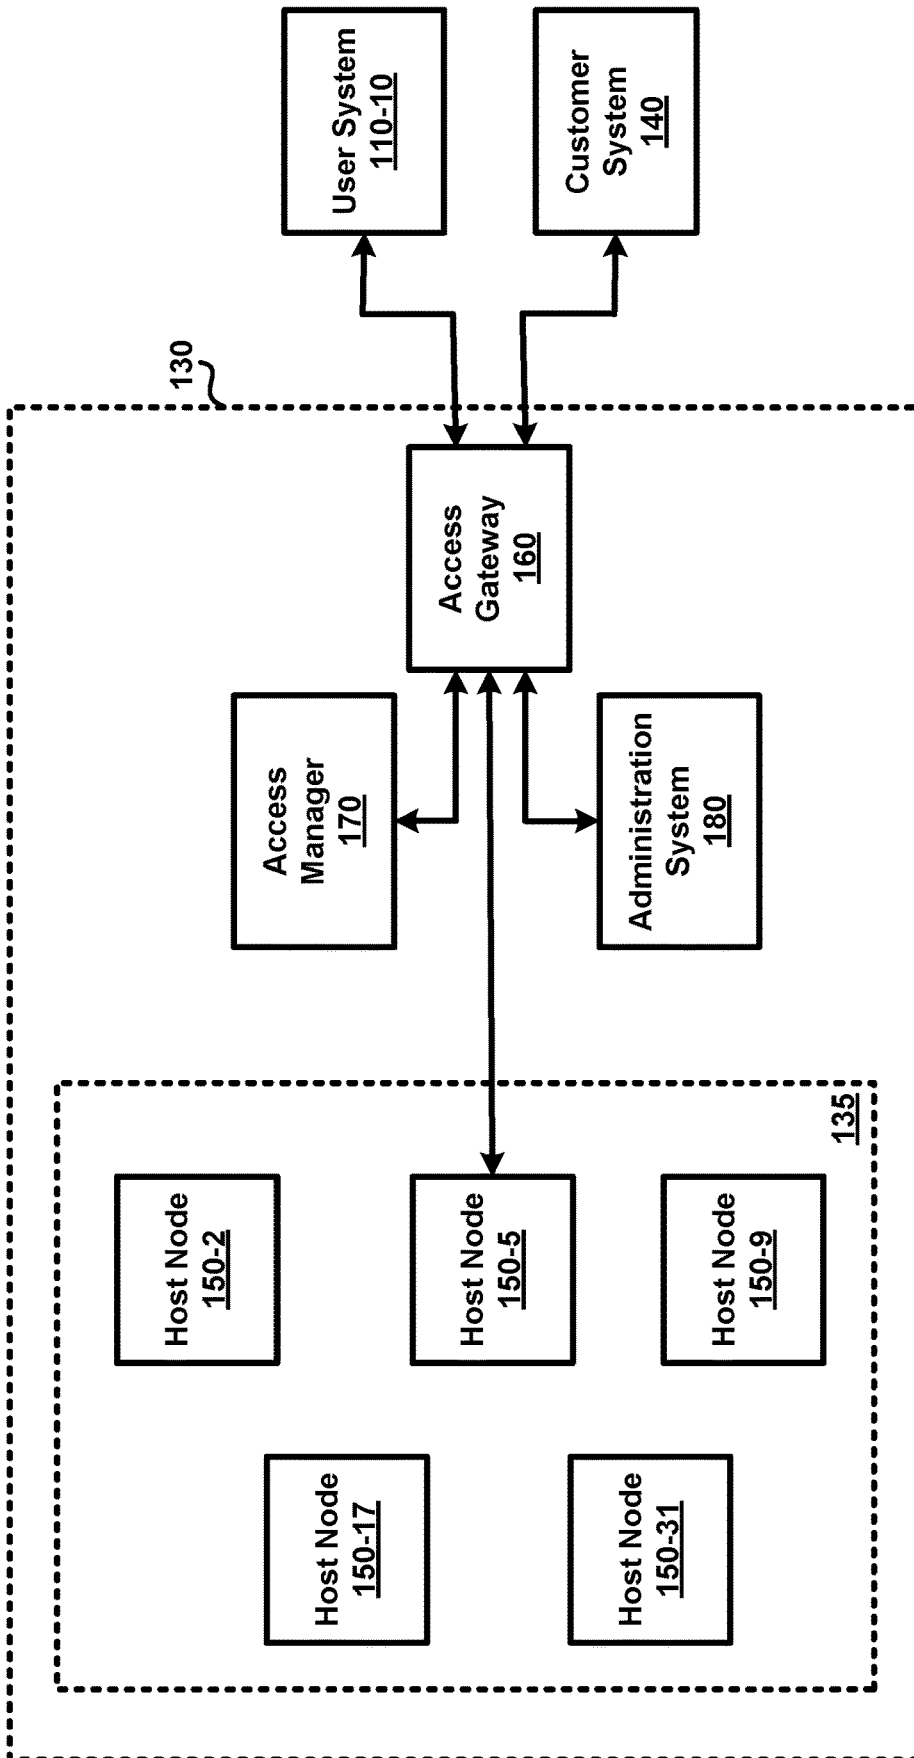 130
User System
110-10
Customer
System
140
Access
Gateway
160
Access
Manager
170
Administration
System
180
135
Host Node
150-2
Host Node
150-5
Host Node
150-9
Host Node
150-17
Host Node
150-31